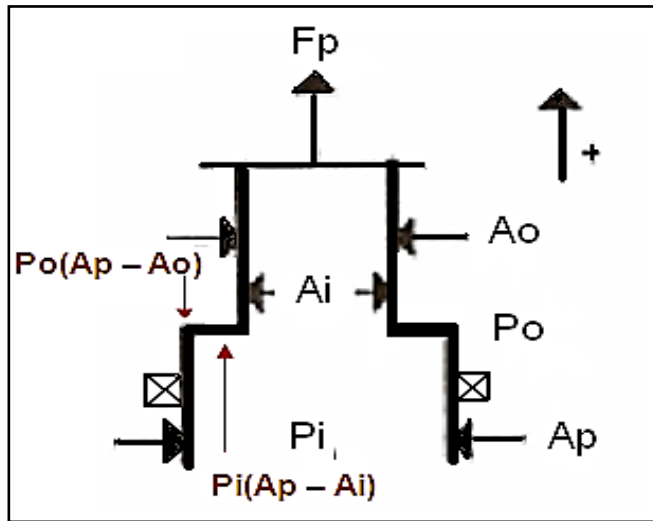 Fp
+
Ao
Po(Ap – Ao)
Ai
Po
Pi
Ap
Pi(Ap – Ai)